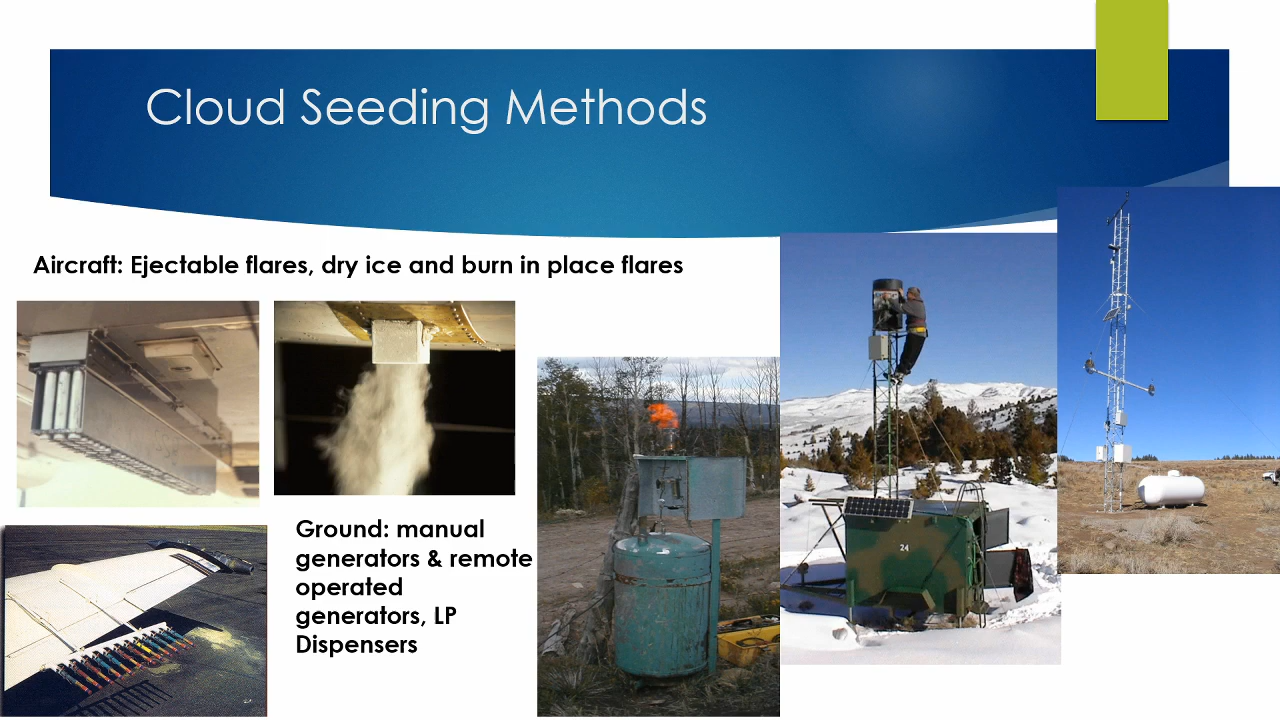 Cloud Seeding Methods
Aircraft: Ejectable flares, dry ice and burn in place flares
Ground: manual
generators & remote
operated
generators, LP
Dispensers
24